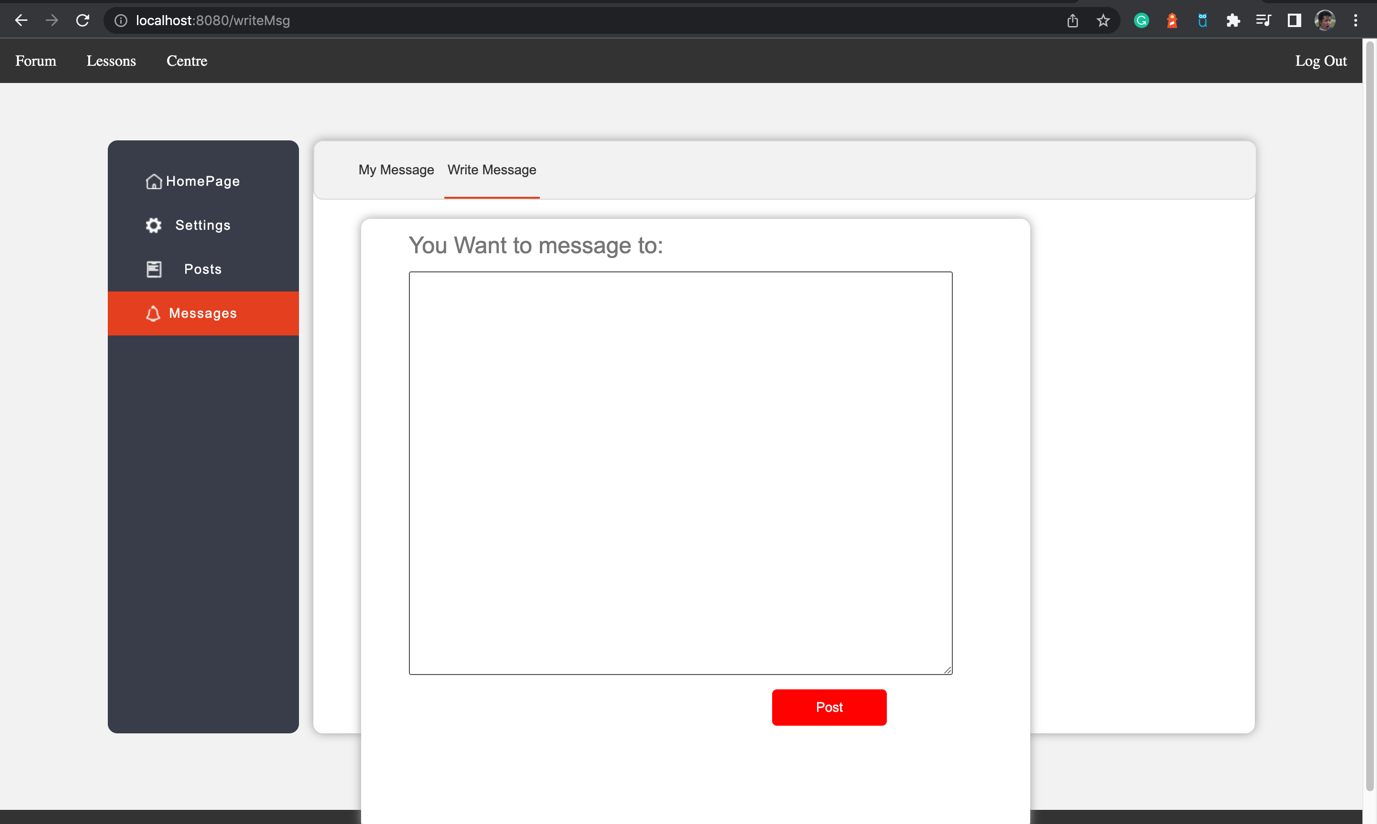 localhost:8080/writeMsg
Forum Lessons Centre Log Out
HomePage
Settings
Posts
Messages
My Message Write Message
You Want to message to:
Post